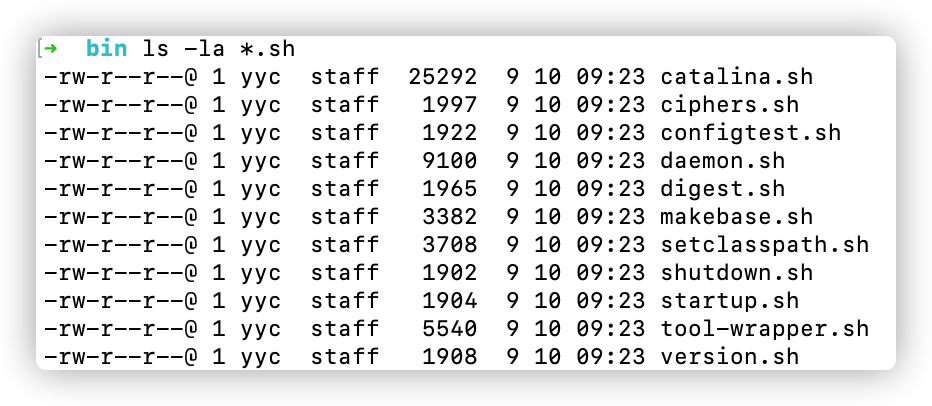 [➜  bin ls -la *.sh
-rw-r--r--@ 1 yyc  staff  25292  9 10 09:23 catalina.sh
-rw-r--r--@ 1 yyc  staff   1997  9 10 09:23 ciphers.sh
-rw-r--r--@ 1 yyc  staff   1922  9 10 09:23 configtest.sh
-rw-r--r--@ 1 yyc  staff   9100  9 10 09:23 daemon.sh
-rw-r--r--@ 1 yyc  staff   1965  9 10 09:23 digest.sh
-rw-r--r--@ 1 yyc  staff   3382  9 10 09:23 makebase.sh
-rw-r--r--@ 1 yyc  staff   3708  9 10 09:23 setclasspath.sh
-rw-r--r--@ 1 yyc  staff   1902  9 10 09:23 shutdown.sh
-rw-r--r--@ 1 yyc  staff   1904  9 10 09:23 startup.sh
-rw-r--r--@ 1 yyc  staff   5540  9 10 09:23 tool-wrapper.sh
-rw-r--r--@ 1 yyc  staff   1908  9 10 09:23 version.sh